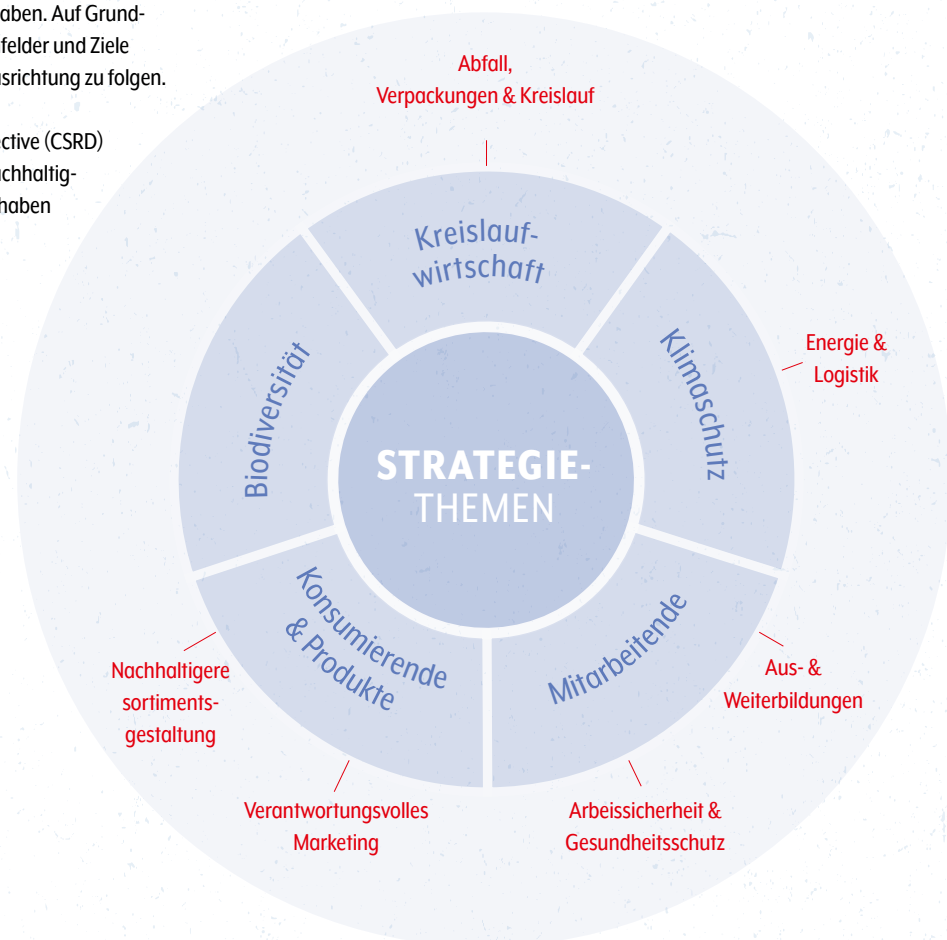 aben. Auf Grund-
felder und Ziele
srichtung zu folgen.
ective (CSRD)
chhaltig-
haben
Abfall,
Verpackungen & Kreislauf
Kreislauf-
wirtschaft
Biodiversität
Klimaschutz
Energie &
Logistik
STRATEGIE-
THEMEN
Konsumierende
& Produkte
Mitarbeitende
Nachhaltigere
sortiments-
gestaltung
Aus- &
Weiterbildungen
Verantwortungsvolles
Marketing
Arbeissicherheit &
Gesundheitsschutz